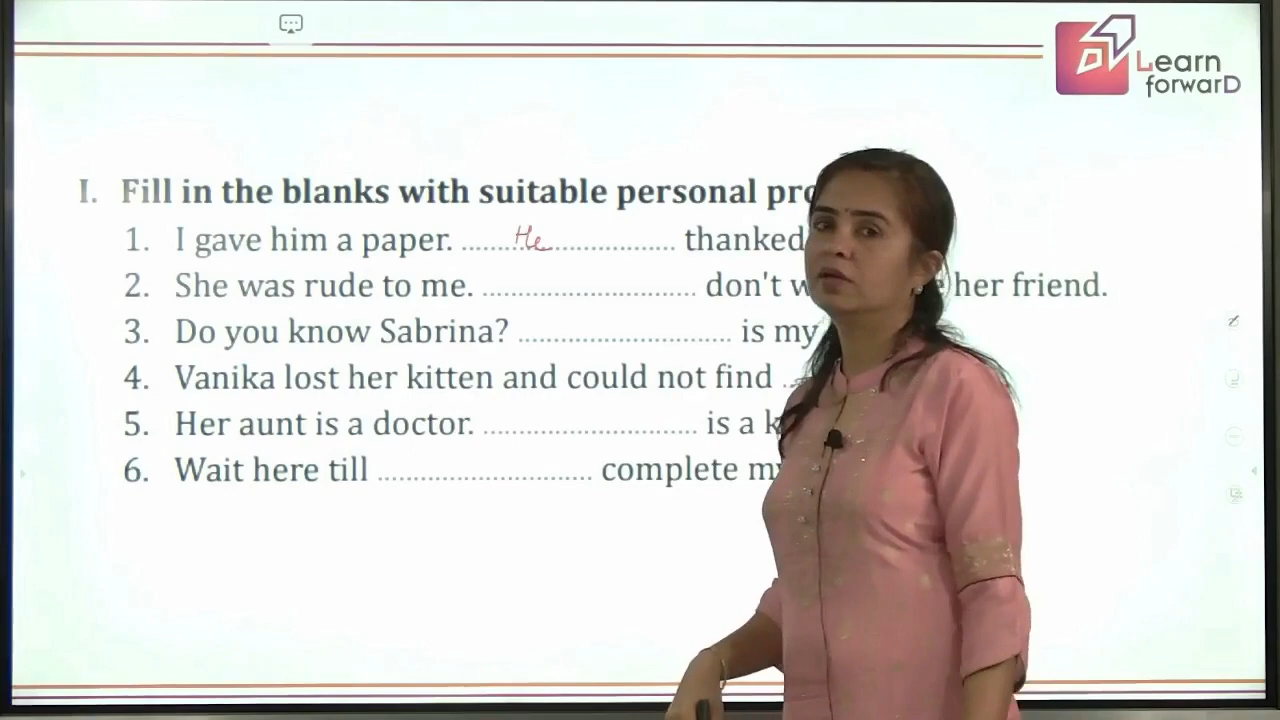 Learn
forwarD
I. Fill in the blanks with suitable personal
1. I gave him a paper. ......He.................. thanked
2. She was rude to me. .............................. don't her friend.
3. Do you know Sabrina? .............................. is my
4. Vanika lost her kitten and could not find
5. Her aunt is a doctor. .............................. is a
6. Wait here till .............................. complete